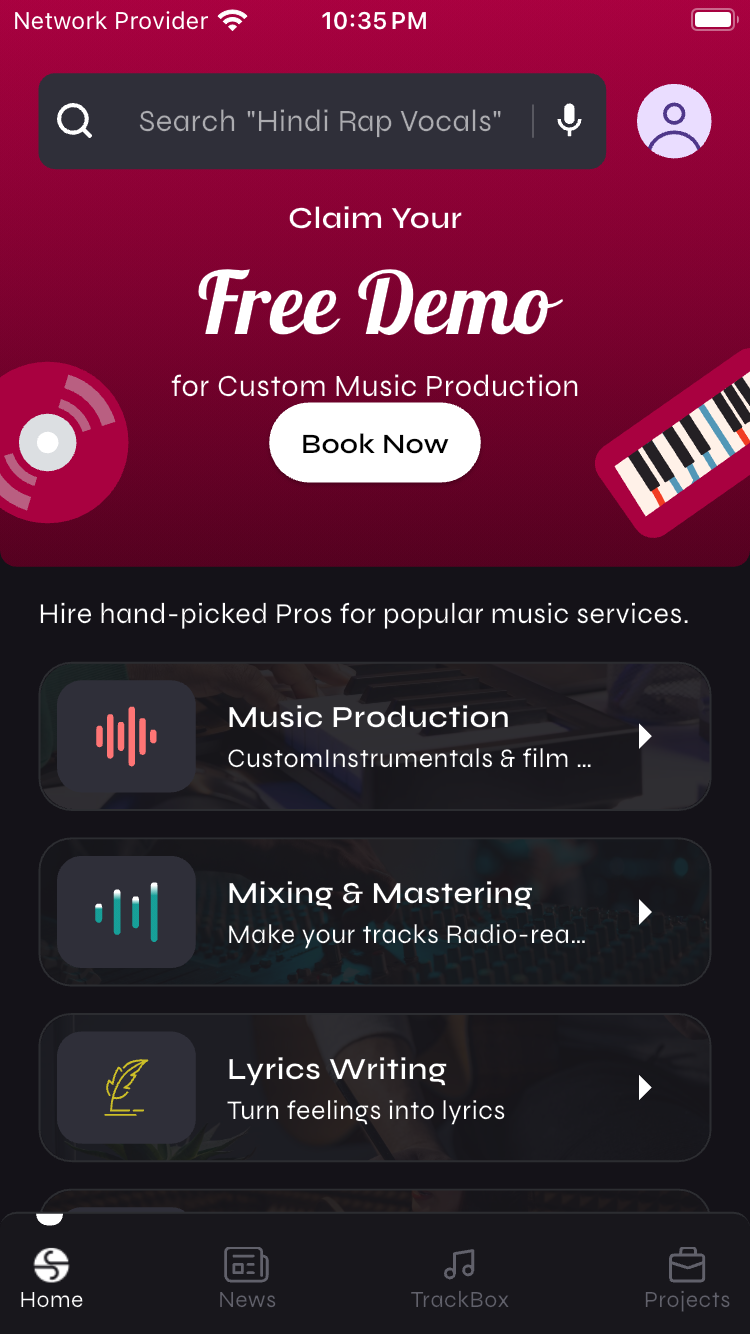 Network Provider 10:35 PM
Search "Hindi Rap Vocals"
Claim Your
Free Demo
for Custom Music Production
Book Now
Hire hand-picked Pros for popular music services.
Music Production
CustomInstrumentals & film ...
Mixing & Mastering
Make your tracks Radio-rea...
Lyrics Writing
Turn feelings into lyrics
Home News TrackBox Projects